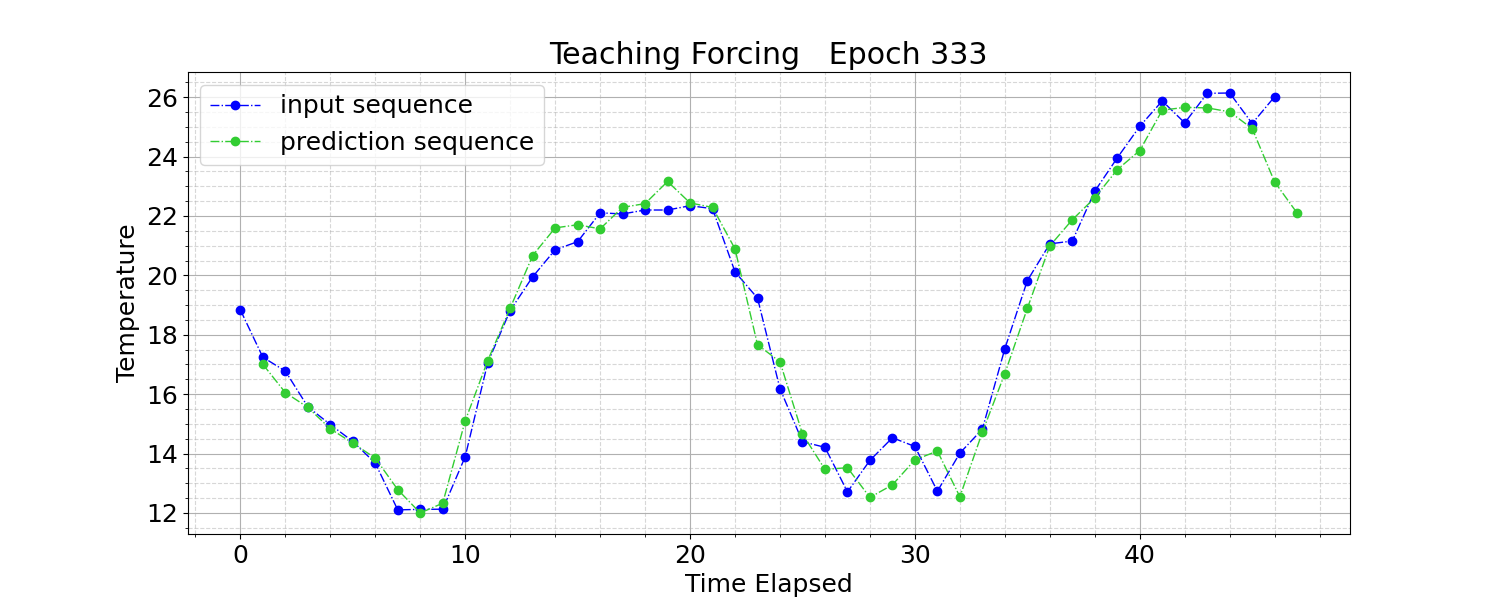 Teaching Forcing   Epoch 333
input sequence
prediction sequence
26
24
22
20
18
16
14
12
Temperature
0 10 20 30 40
Time Elapsed